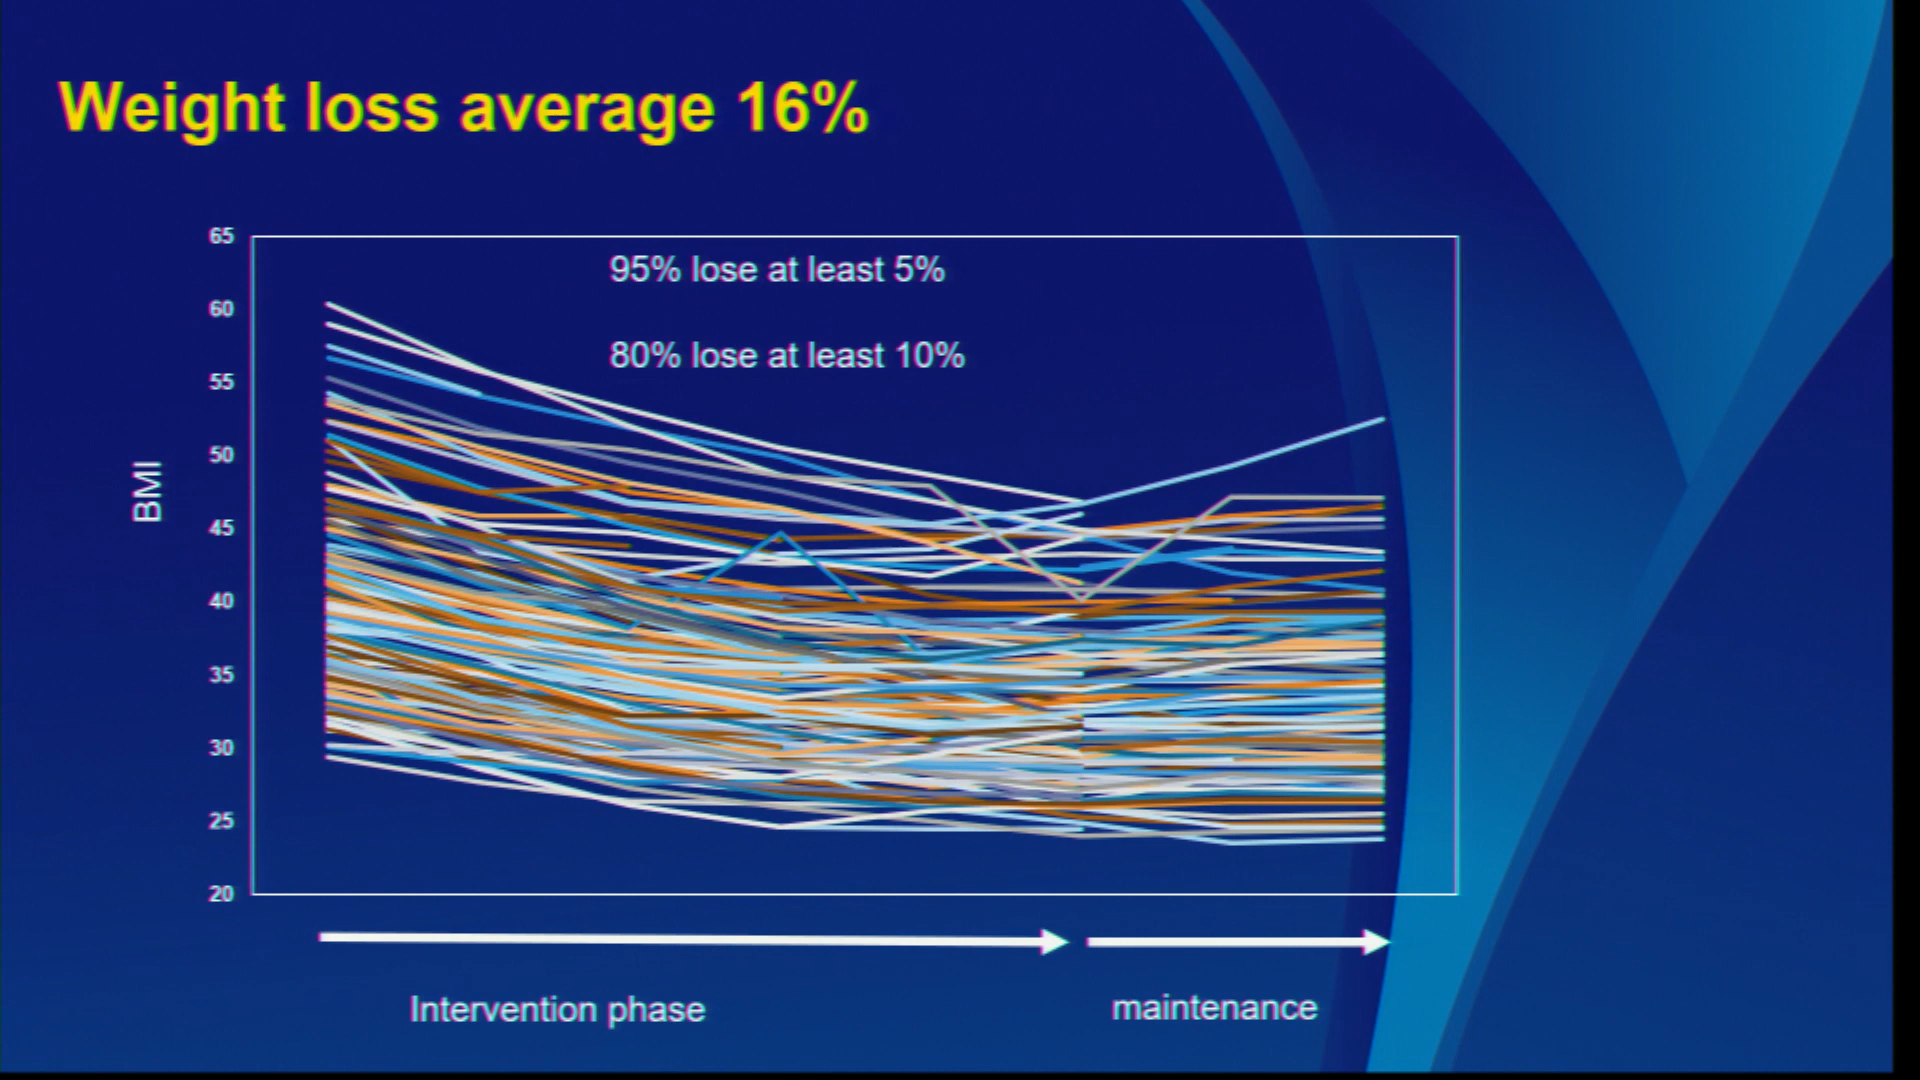 Weight loss average 16%
95% lose at least 5%
80% lose at least 10%
65
60
55
50
45
40
35
30
25
20
BMI
Intervention phase
maintenance